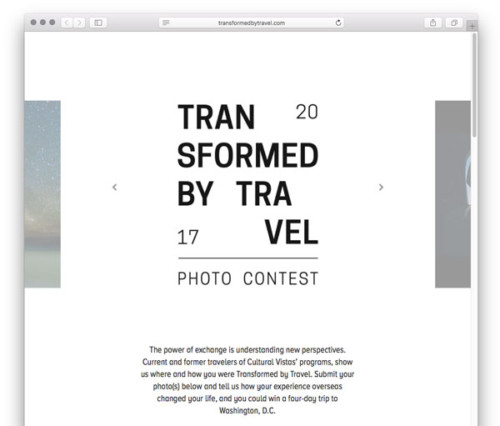 transformedbytravel.com
TRAN 20
SFORMED
BY TRA
17 VEL
PHOTO CONTEST
The power of exchange is understanding new perspectives.
Current and former travelers of Cultural Vistas' programs, show
us where and how you were Transformed by Travel. Submit your
photo(s) below and tell us how your experience overseas
changed your life, and you could win a four-day trip to
Washington, D.C.